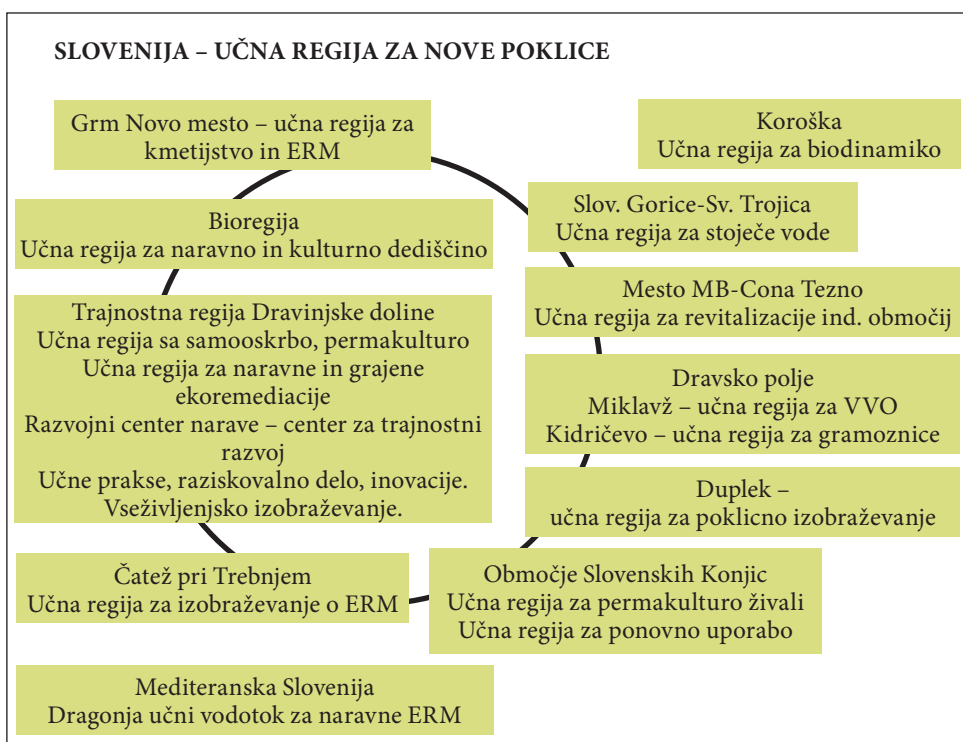 SLOVENIJA – UČNA REGIJA ZA NOVE POKLICE
Grm Novo mesto – učna regija za
kmetijstvo in ERM
Koroška
Učna regija za biodinamiko
Bioregija
Učna regija za naravno in kulturno dediščino
Slov. Gorice-Sv. Trojica
Učna regija za stoječe vode
Trajnostna regija Dravinjske doline
Učna regija sa samooskrbo, permakulturo
Učna regija za naravne in grajene
ekoremediacije
Razvojni center narave – center za trajnostni
razvoj
Učne prakse, raziskovalno delo, inovacije.
Vseživljenjsko izobraževanje.
Mesto MB-Cona Tezno
Učna regija za revitalizacije ind. območij
Dravsko polje
Miklavž – učna regija za VVO
Kidričevo – učna regija za gramoznice
Duplek –
učna regija za poklicno izobraževanje
Čatež pri Trebnjem
Učna regija za izobraževanje o ERM
Območje Slovenskih Konjic
Učna regija za permakulturo živali
Učna regija za ponovno uporabo
Mediteranska Slovenija
Dragonja učni vodotok za naravne ERM